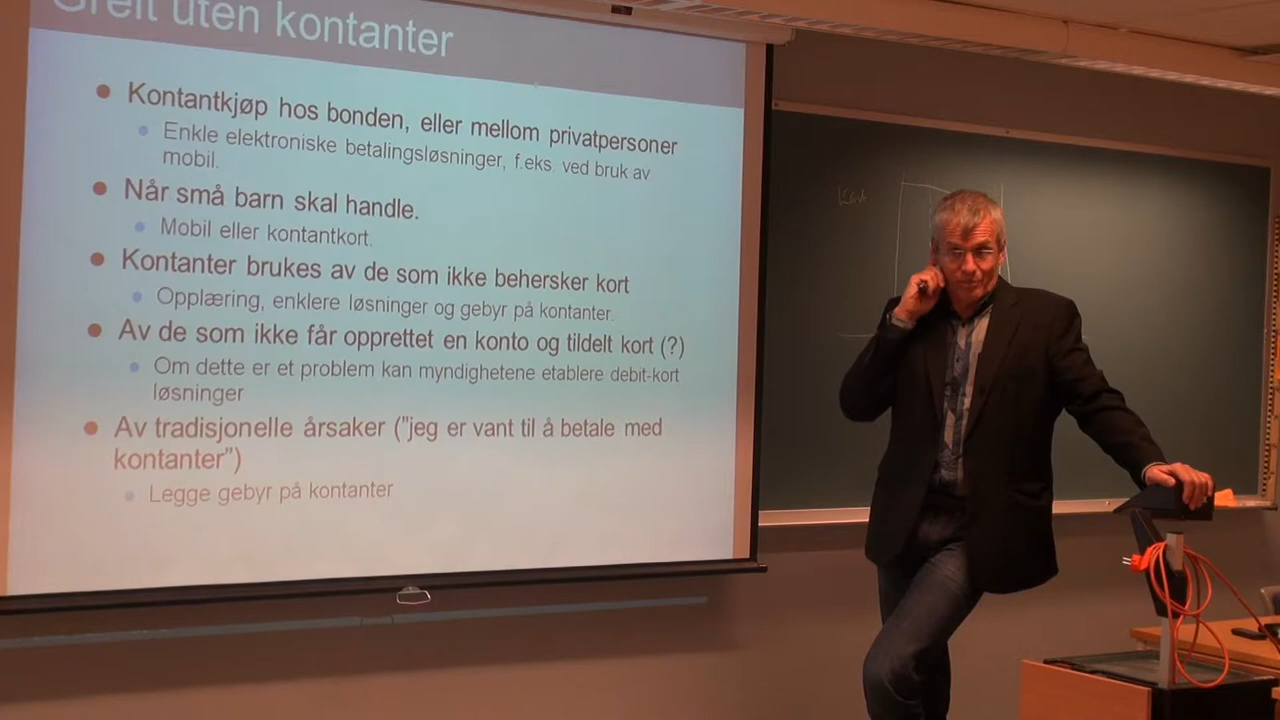 Greit uten kontanter
Kontantkjøp hos bonden, eller mellom privatpersoner
Enkle elektroniske betalingsløsninger, f.eks. ved bruk av
mobil.
Når små barn skal handle.
Mobil eller kontantkort.
Kontanter brukes av de som ikke behersker kort
Opplæring, enklere løsninger og gebyr på kontanter.
Av de som ikke får opprettet en konto og tildelt kort (?)
Om dette er et problem kan myndighetene etablere debit-kort
løsninger
Av tradisjonelle årsaker ("jeg er vant til å betale med
kontanter")
Legge gebyr på kontanter